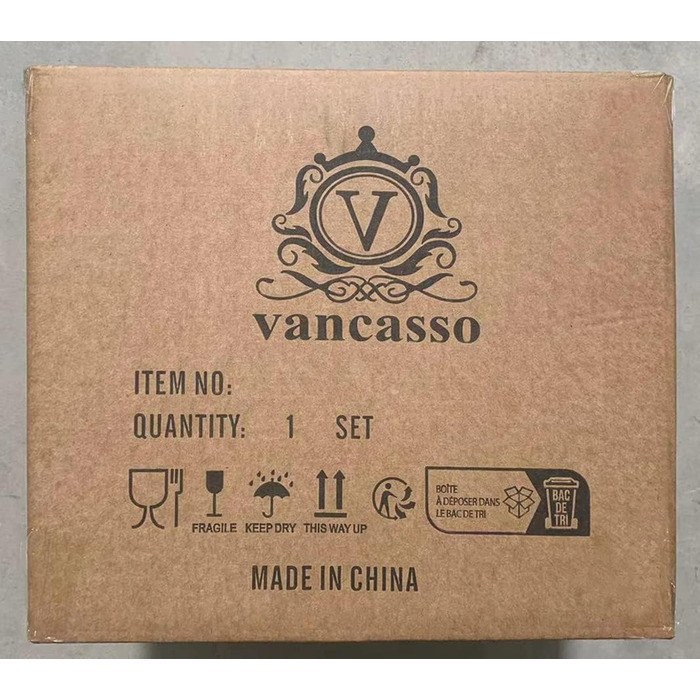 V
vancasso
ITEM NO:
QUANTITY: 1 SET
FRAGILE KEEP DRY THIS WAY UP
BOÎTE
À DÉPOSER DANS
LE BAC DE TRI
BAC
DE
TRI
MADE IN CHINA